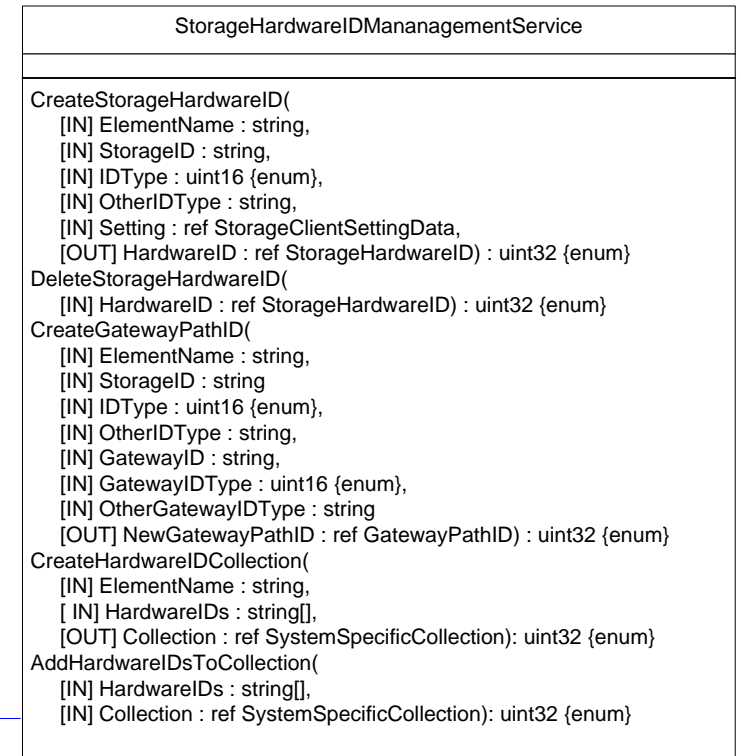 StorageHardwareIDMananagementService
CreateStorageHardwareID(
[IN] ElementName : string,
[IN] StorageID : string,
[IN] IDType : uint16 {enum},
[IN] OtherIDType : string,
[IN] Setting : ref StorageClientSettingData,
[OUT] HardwareID : ref StorageHardwareID) : uint32 {enum}
DeleteStorageHardwareID(
[IN] HardwareID : ref StorageHardwareID) : uint32 {enum}
CreateGatewayPathID(
[IN] ElementName : string,
[IN] StorageID : string
[IN] IDType : uint16 {enum},
[IN] OtherIDType : string,
[IN] GatewayID : string,
[IN] GatewayIDType : uint16 {enum},
[IN] OtherGatewayIDType : string
[OUT] NewGatewayPathID : ref GatewayPathID) : uint32 {enum}
CreateHardwareIDCollection(
[IN] ElementName : string,
[ IN] HardwareIDs : string[],
[OUT] Collection : ref SystemSpecificCollection): uint32 {enum}
AddHardwareIDsToCollection(
[IN] HardwareIDs : string[],
[IN] Collection : ref SystemSpecificCollection): uint32 {enum}